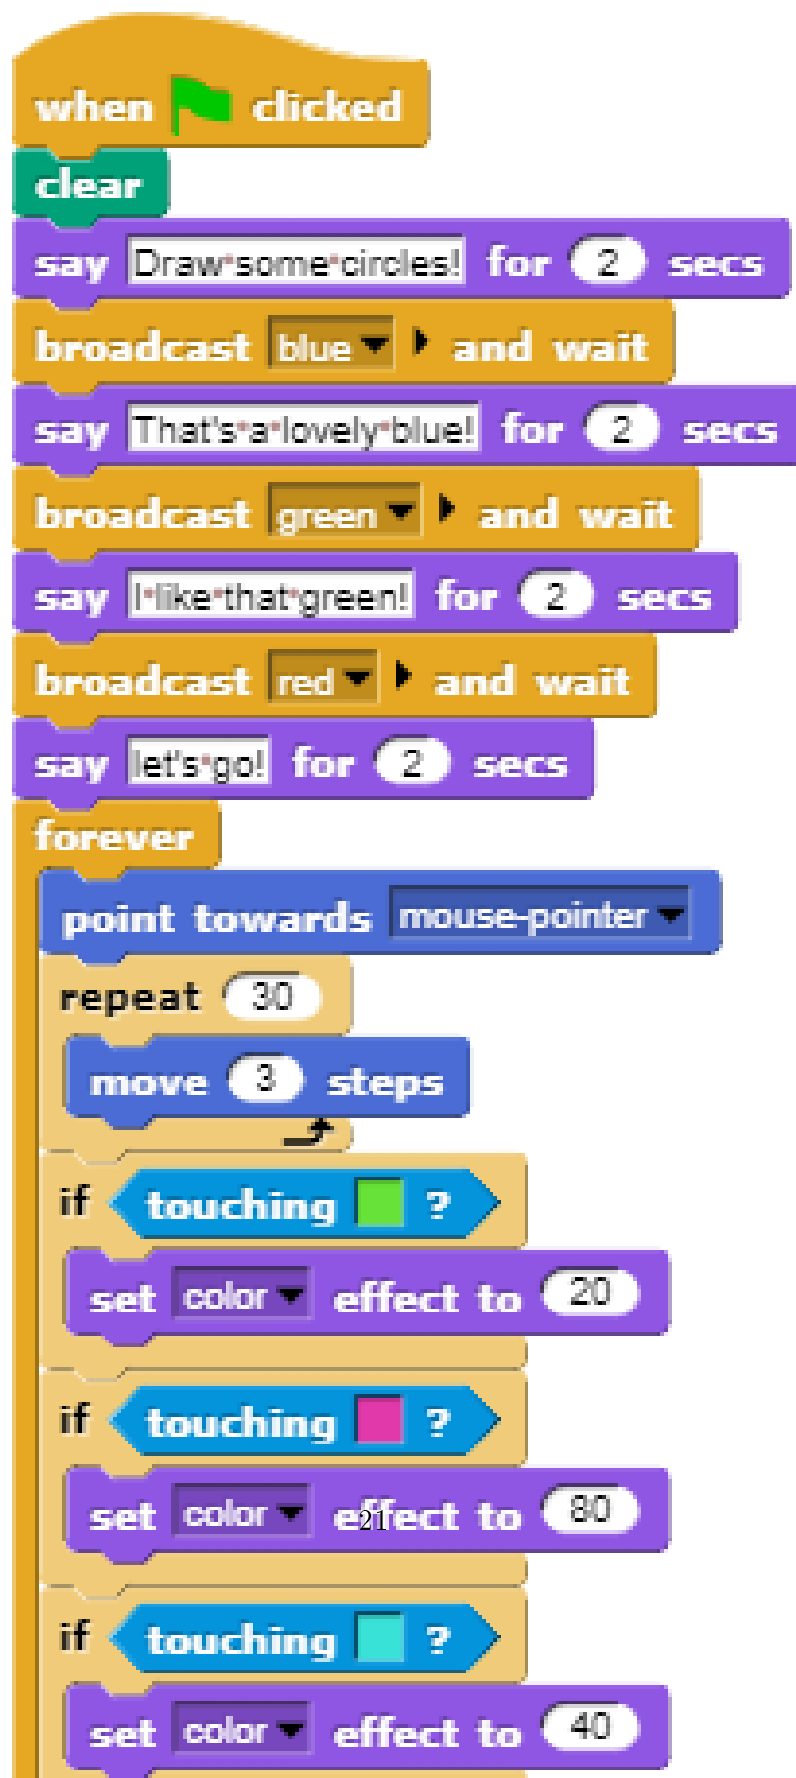 when clicked
clear
say Draw some circles! for 2 secs
broadcast blue and wait
say That's a lovely blue! for 2 secs
broadcast green and wait
say I like that green! for 2 secs
broadcast red and wait
say let's go! for 2 secs
forever
point towards mouse-pointer
repeat 30
move 3 steps
if touching ?
set color effect to 20
if touching ?
set color effect to 80
21
if touching ?
set color effect to 40